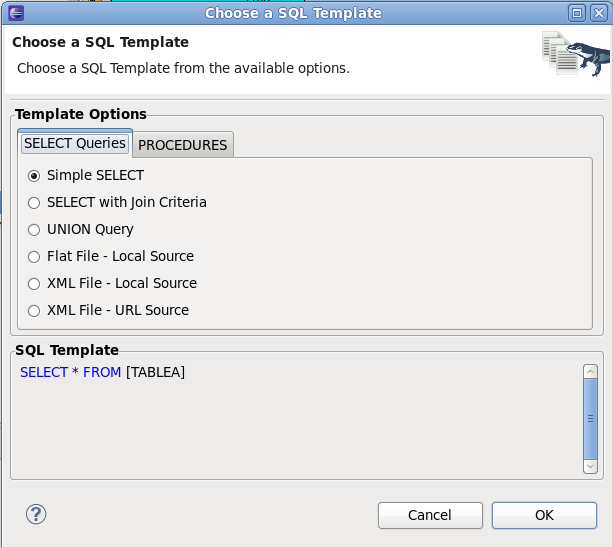 Choose a SQL Template
Choose a SQL Template
Choose a SQL Template from the available options.
Template Options
SELECT Queries
PROCEDURES
Simple SELECT
SELECT with Join Criteria
UNION Query
Flat File - Local Source
XML File - Local Source
XML File - URL Source
SQL Template
SELECT * FROM [TABLEA]
?
Cancel
OK